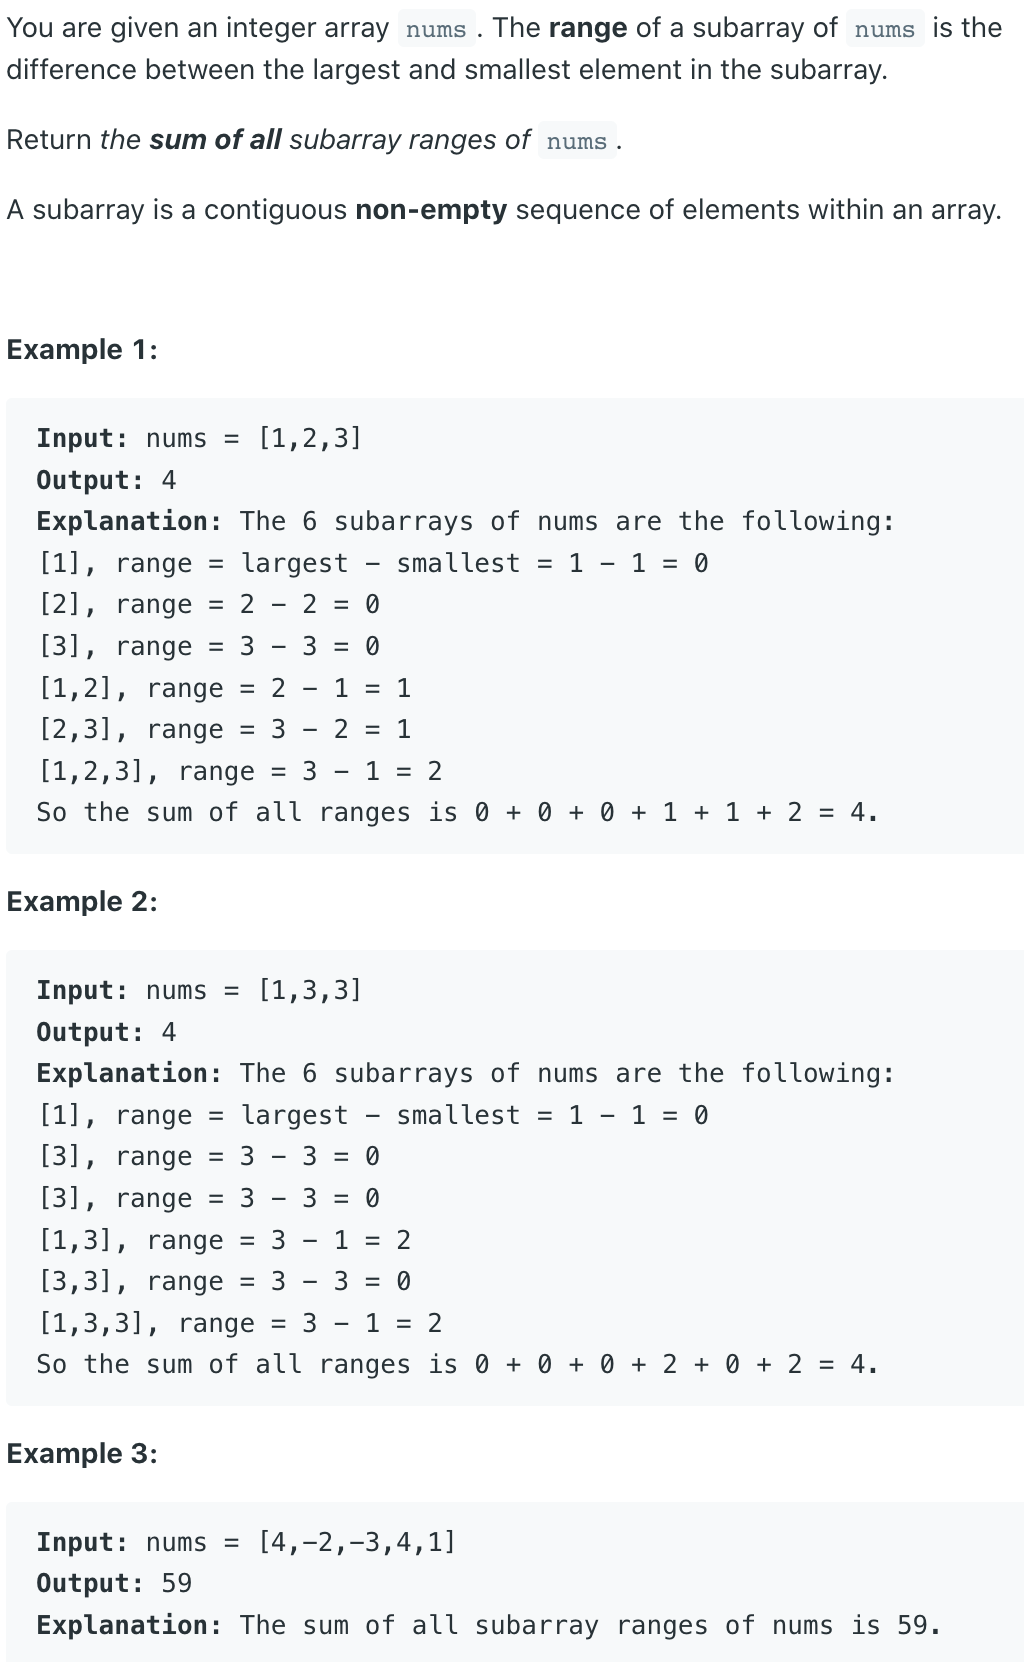 You are given an integer array nums . The range of a subarray of nums is the
difference between the largest and smallest element in the subarray.
Return the sum of all subarray ranges of nums .
A subarray is a contiguous non-empty sequence of elements within an array.
Example 1:
Input: nums = [1,2,3]
Output: 4
Explanation: The 6 subarrays of nums are the following:
[1], range = largest − smallest = 1 − 1 = 0
[2], range = 2 − 2 = 0
[3], range = 3 − 3 = 0
[1,2], range = 2 − 1 = 1
[2,3], range = 3 − 2 = 1
[1,2,3], range = 3 − 1 = 2
So the sum of all ranges is 0 + 0 + 0 + 1 + 1 + 2 = 4.
Example 2:
Input: nums = [1,3,3]
Output: 4
Explanation: The 6 subarrays of nums are the following:
[1], range = largest − smallest = 1 − 1 = 0
[3], range = 3 − 3 = 0
[3], range = 3 − 3 = 0
[1,3], range = 3 − 1 = 2
[3,3], range = 3 − 3 = 0
[1,3,3], range = 3 − 1 = 2
So the sum of all ranges is 0 + 0 + 0 + 2 + 0 + 2 = 4.
Example 3:
Input: nums = [4,−2,−3,4,1]
Output: 59
Explanation: The sum of all subarray ranges of nums is 59.